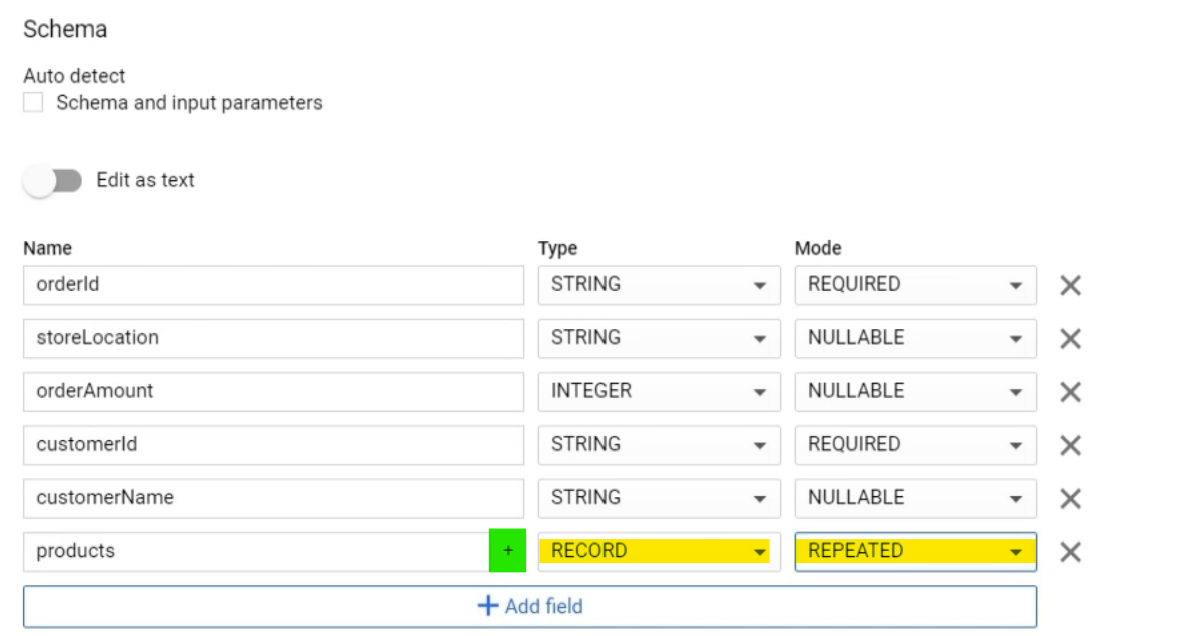 Schema
Auto detect
Schema and input parameters
Edit as text
Name Type Mode
orderId STRING REQUIRED
storeLocation STRING NULLABLE
orderAmount INTEGER NULLABLE
customerId STRING REQUIRED
customerName STRING NULLABLE
products + RECORD REPEATED
+ Add field